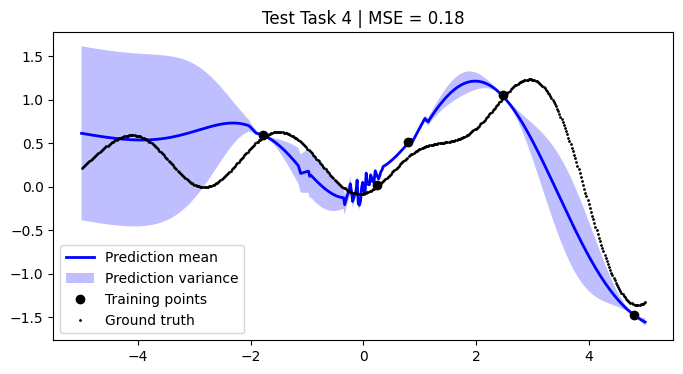 Test Task 4 | MSE = 0.18
1.5
1.0
0.5
0.0
−0.5
−1.0
−1.5
Prediction mean
Prediction variance
Training points
Ground truth
−4 −2 0 2 4